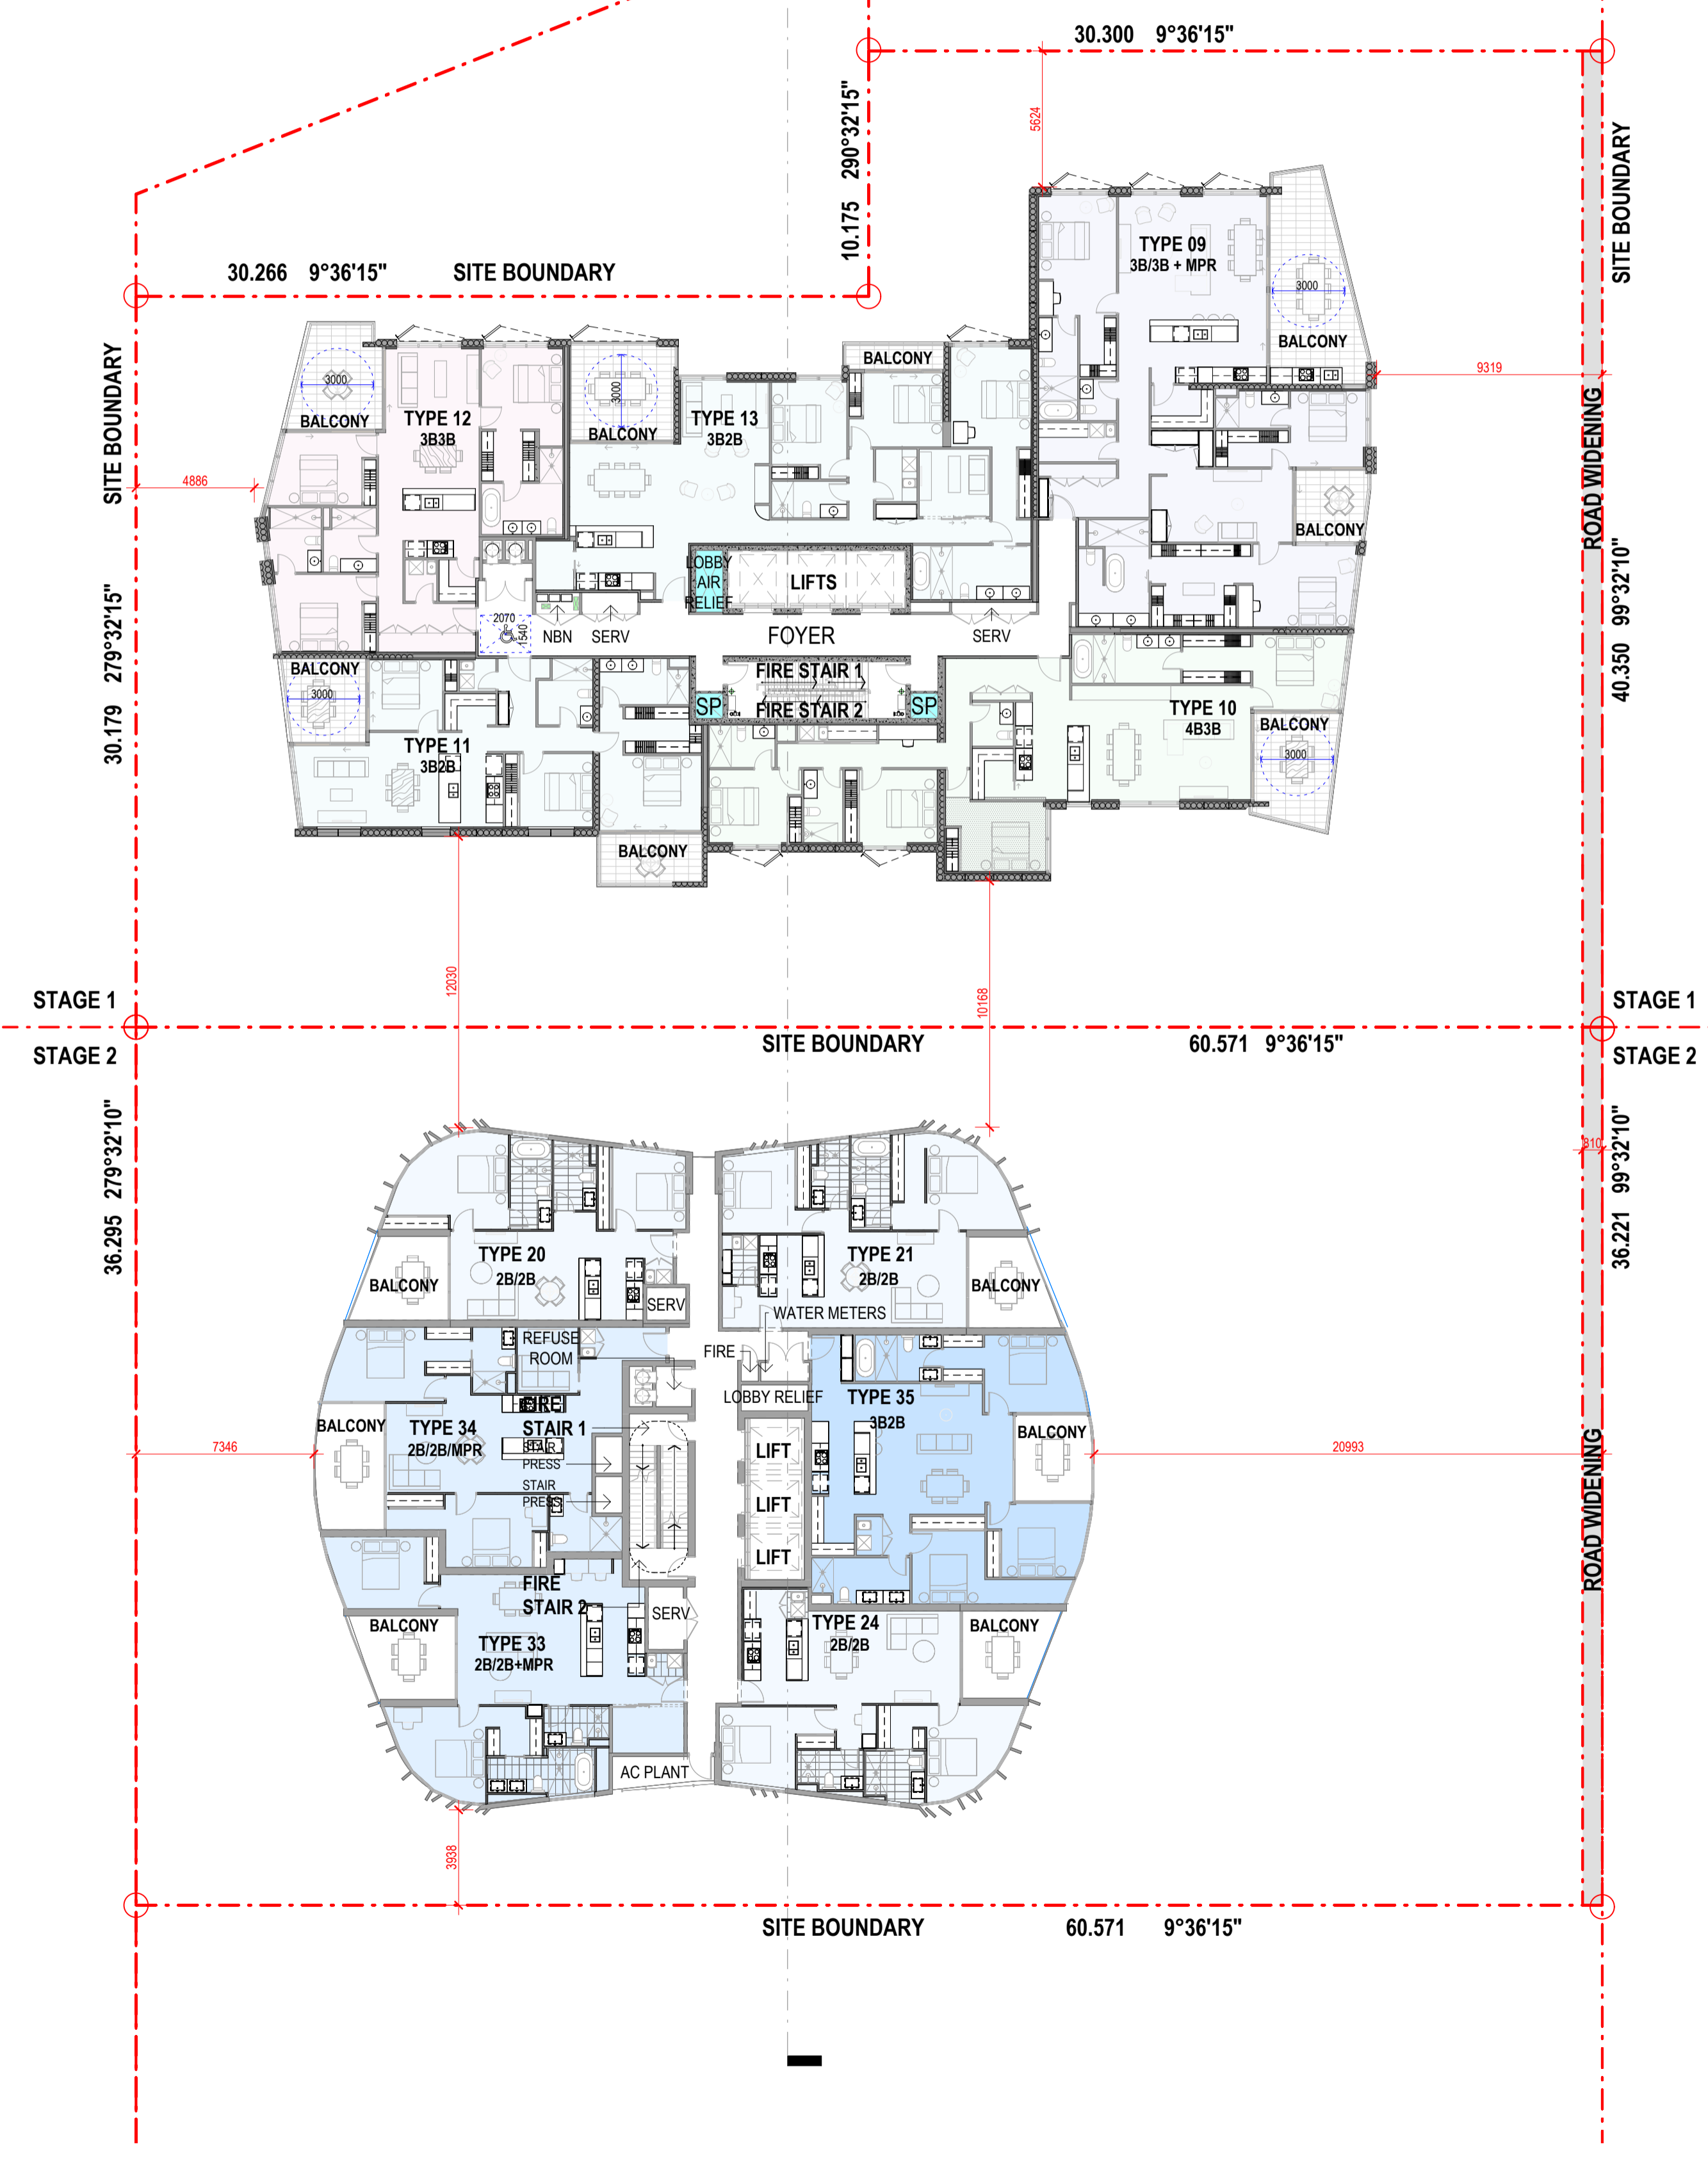 30.300 9°36'15"
5624
10.175 290°32'15"
SITE BOUNDARY
TYPE 09
3B/3B + MPR
3000
BALCONY
30.266 9°36'15" SITE BOUNDARY
SITE BOUNDARY
3000
BALCONY
TYPE 12
3B3B
3000
BALCONY
TYPE 13
3B2B
BALCONY
9319
ROAD WIDENING
4886
BALCONY
LOBBY
AIR
RELIEF
LIFTS
30.179 279°32'15"
40.350 99°32'10"
2070
1540
NBN
SERV
FOYER
SERV
BALCONY
3000
FIRE STAIR 1
SP
FIRE STAIR 2
SP
TYPE 11
3B2B
TYPE 10
4B3B
BALCONY
3000
BALCONY
12030
10168
STAGE 1
STAGE 1
SITE BOUNDARY 60.571 9°36'15"
STAGE 2
STAGE 2
36.295 279°32'10"
810
36.221 99°32'10"
TYPE 20
2B/2B
BALCONY
SERV
TYPE 21
2B/2B
BALCONY
WATER METERS
REFUSE
ROOM
FIRE
LOBBY RELIEF
BALCONY
TYPE 34
2B/2B/MPR
FIRE
STAIR 1
STAIR
PRESS
STAIR
PRESS
LIFT
LIFT
LIFT
TYPE 35
3B2B
BALCONY
7346
20993
ROAD WIDENING
FIRE
STAIR 2
SERV
BALCONY
TYPE 33
2B/2B+MPR
TYPE 24
2B/2B
BALCONY
AC PLANT
3938
SITE BOUNDARY 60.571 9°36'15"